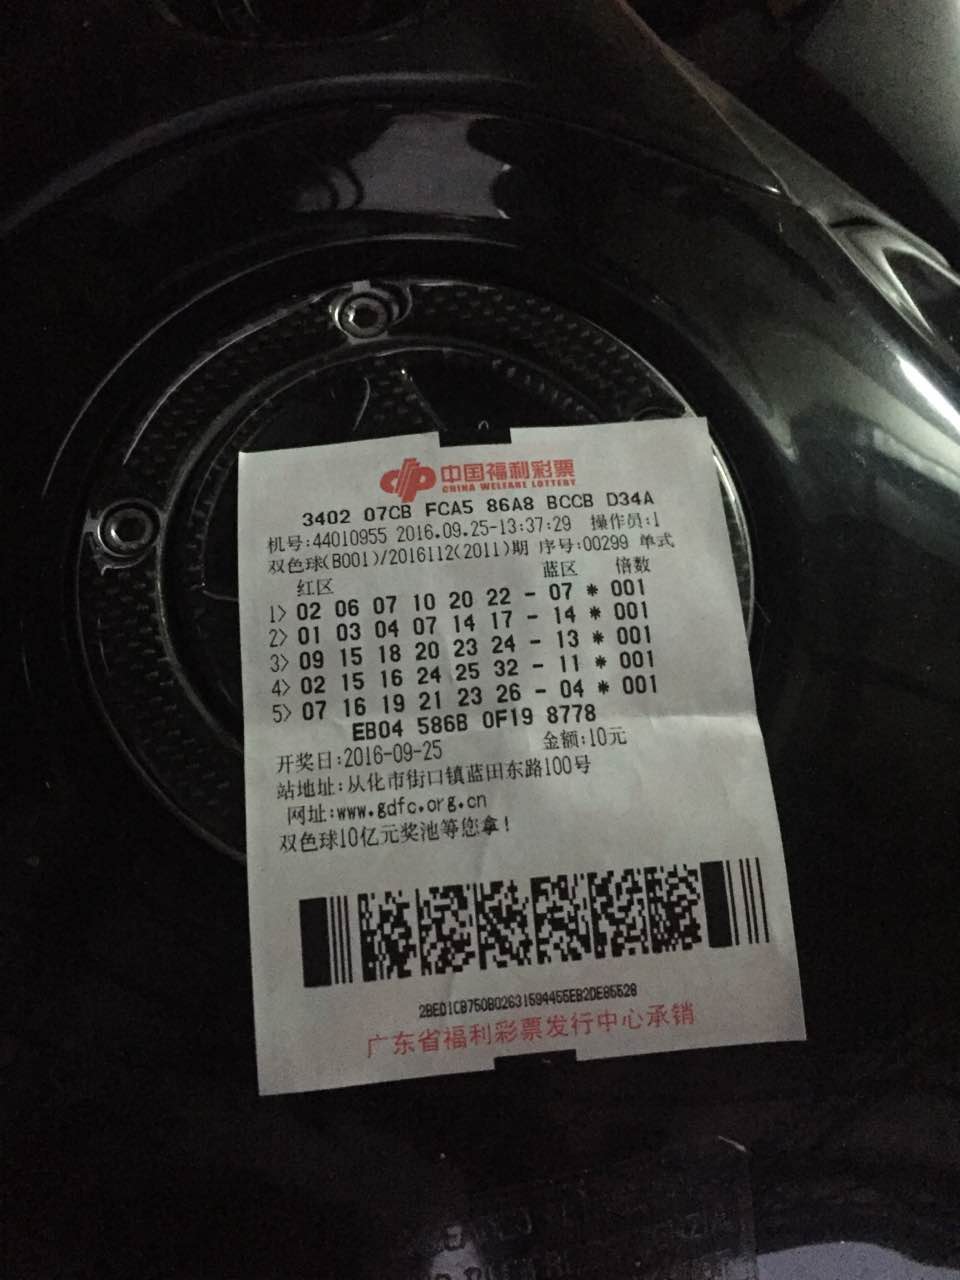 中国福利彩票
CHINA WELFARE LOTTERY
3402 07CB FCA5 86A8 BCCB D34A
机号:44010955 2016.09.25-13:37:29 操作员:1
双色球(B001)/2016112(2011)期 序号:00299 单式
红区 蓝区 倍数
1> 02 06 07 10 20 22 - 07 * 001
2> 01 03 04 07 14 17 - 14 * 001
3> 09 15 18 20 23 24 - 13 * 001
4> 02 15 16 24 25 32 - 11 * 001
5> 07 16 19 21 23 26 - 04 * 001
EB04 586B 0F19 8778
开奖日:2016-09-25 金额:10元
站地址:从化市街口镇蓝田东路100号
网址:www.gdfc.org.cn
双色球10亿元奖池等您拿!
2BED1CB750B02631594455EB2DE85528
广东省福利彩票发行中心承销